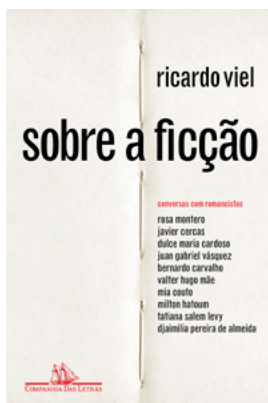 ricardo viel
sobre a ficção
conversas com romancistas
rosa montero
javier cercas
dulce maria cardoso
juan gabriel vásquez
bernardo carvalho
valter hugo mãe
mia couto
milton hatoum
tatiana salem levy
djaimilia pereira de almeida
COMPANHIA DAS LETRAS